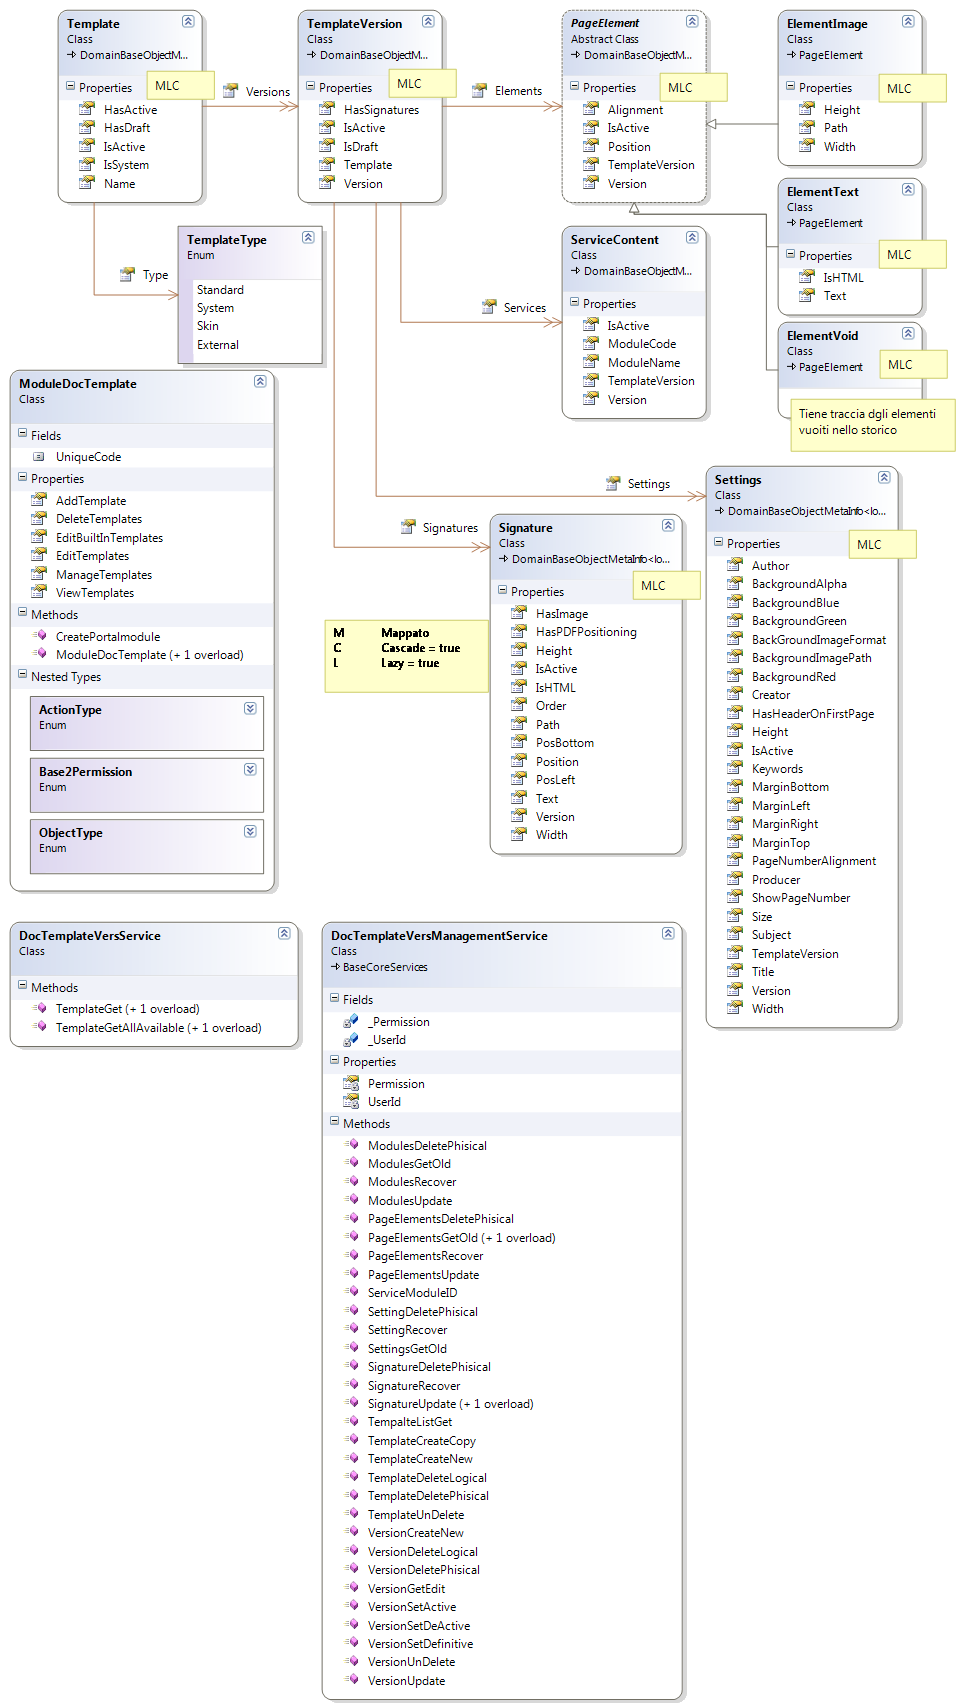 Template
Class
DomainBaseObjectM...
Properties
MLC
HasActive
HasDraft
IsActive
IsSystem
Name
Versions
TemplateVersion
Class
DomainBaseObjectM...
Properties
MLC
HasSignatures
IsActive
IsDraft
Template
Version
Elements
PageElement
Abstract Class
DomainBaseObjectM...
Properties
MLC
Alignment
IsActive
Position
TemplateVersion
Version
ElementImage
Class
PageElement
Properties
MLC
Height
Path
Width
ElementText
Class
PageElement
Properties
MLC
IsHTML
Text
ElementVoid
Class
PageElement
MLC
Tiene traccia dgli elementi
vuoiti nello storico
Type
TemplateType
Enum
Standard
System
Skin
External
Services
ServiceContent
Class
DomainBaseObjectM...
Properties
IsActive
ModuleCode
ModuleName
TemplateVersion
Version
ModuleDocTemplate
Class
Fields
UniqueCode
Properties
AddTemplate
DeleteTemplates
EditBuiltInTemplates
EditTemplates
ManageTemplates
ViewTemplates
Methods
CreatePortalmodule
ModuleDocTemplate (+ 1 overload)
Nested Types
ActionType
Enum
Base2Permission
Enum
ObjectType
Enum
Signatures
Signature
Class
DomainBaseObjectMetaInfo<lo...
Properties
MLC
HasImage
HasPDFPositioning
Height
IsActive
IsHTML
Order
Path
PosBottom
Position
PosLeft
Text
Version
Width
M Mappato
C Cascade = true
L Lazy = true
Settings
Settings
Class
DomainBaseObjectMetaInfo<lo...
Properties
MLC
Author
BackgroundAlpha
BackgroundBlue
BackgroundGreen
BackGroundImageFormat
BackgroundImagePath
BackgroundRed
Creator
HasHeaderOnFirstPage
Height
IsActive
Keywords
MarginBottom
MarginLeft
MarginRight
MarginTop
PageNumberAlignment
Producer
ShowPageNumber
Size
Subject
TemplateVersion
Title
Version
Width
DocTemplateVersService
Class
Methods
TemplateGet (+ 1 overload)
TemplateGetAllAvailable (+ 1 overload)
DocTemplateVersManagementService
Class
BaseCoreServices
Fields
_Permission
_UserId
Properties
Permission
UserId
Methods
ModulesDeletePhisical
ModulesGetOld
ModulesRecover
ModulesUpdate
PageElementsDeletePhisical
PageElementsGetOld (+ 1 overload)
PageElementsRecover
PageElementsUpdate
ServiceModuleID
SettingDeletePhisical
SettingRecover
SettingsGetOld
SignatureDeletePhisical
SignatureRecover
SignatureUpdate (+ 1 overload)
TempalteListGet
TemplateCreateCopy
TemplateCreateNew
TemplateDeleteLogical
TemplateDeletePhisical
TemplateUnDelete
VersionCreateNew
VersionDeleteLogical
VersionDeletePhisical
VersionGetEdit
VersionSetActive
VersionSetDeActive
VersionSetDefinitive
VersionUnDelete
VersionUpdate